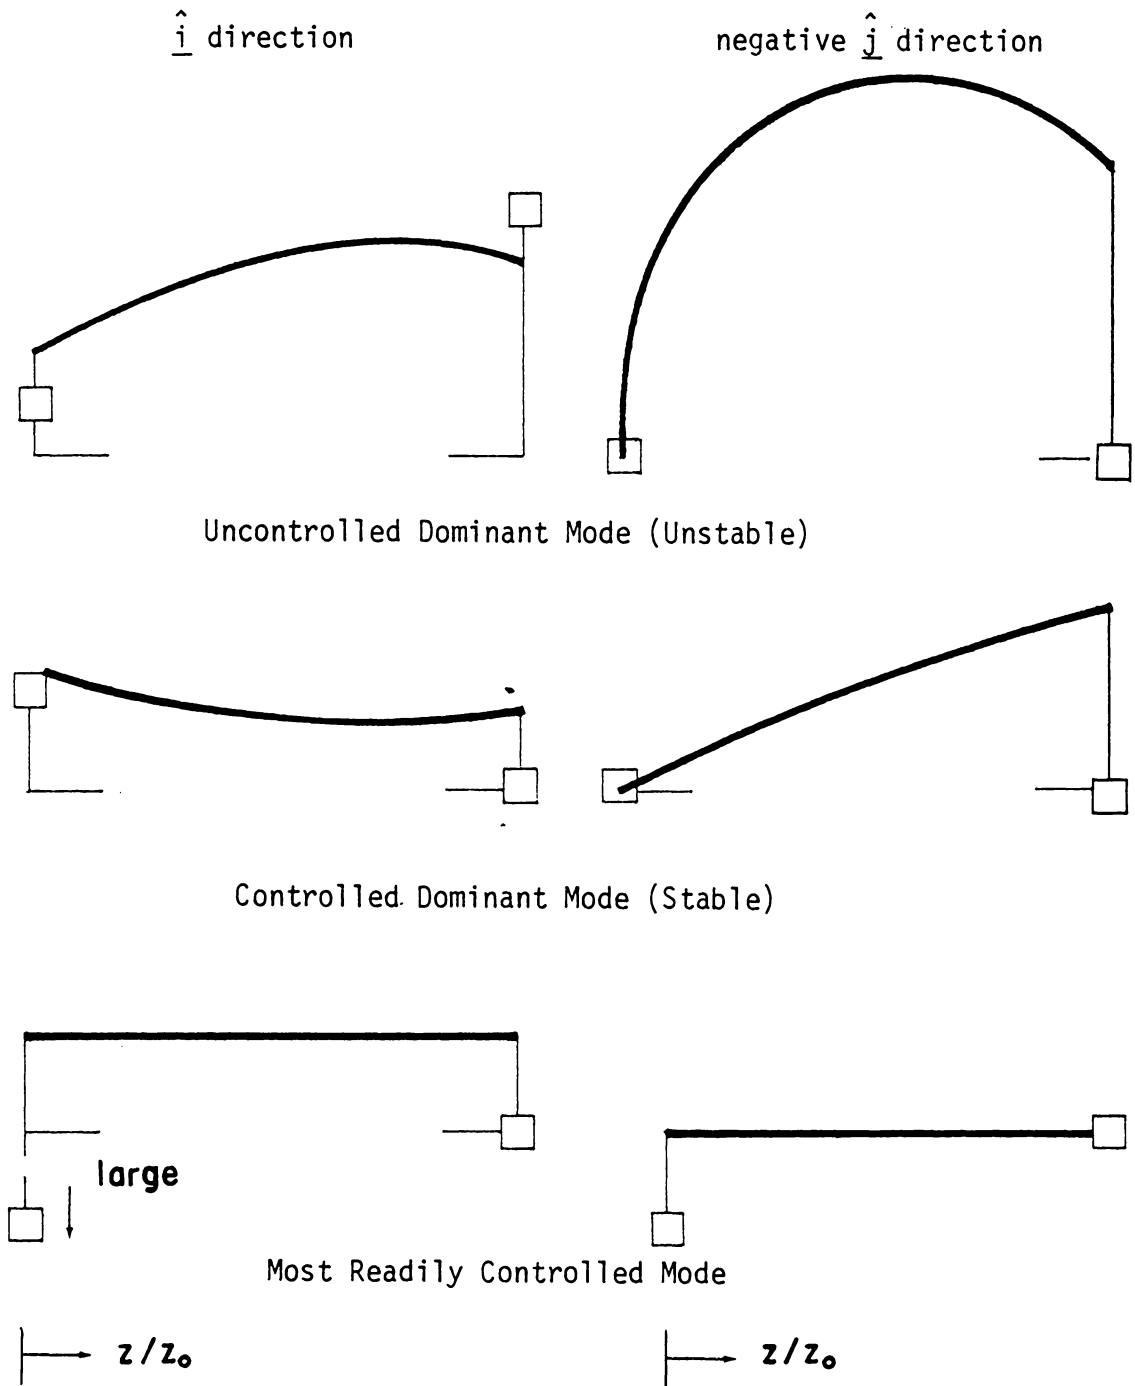 î direction
negative ĵ direction
Uncontrolled Dominant Mode (Unstable)
Controlled Dominant Mode (Stable)
large
Most Readily Controlled Mode
z/z₀
z/z₀